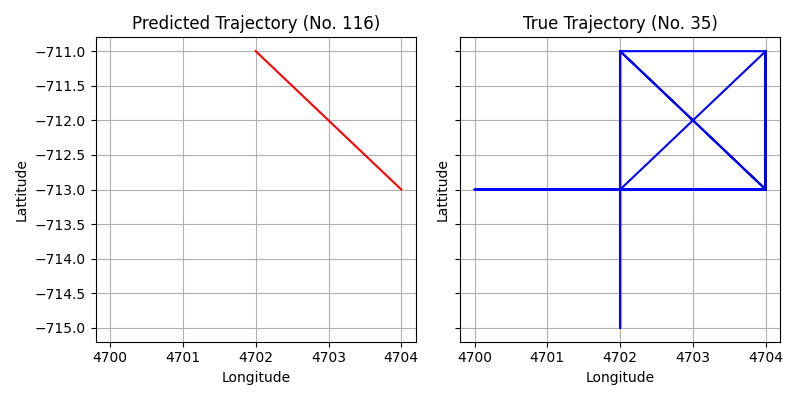 Predicted Trajectory (No. 116)
−711.0
−711.5
−712.0
−712.5
−713.0
−713.5
−714.0
−714.5
−715.0
Lattitude
4700 4701 4702 4703 4704
Longitude
True Trajectory (No. 35)
Lattitude
4700 4701 4702 4703 4704
Longitude